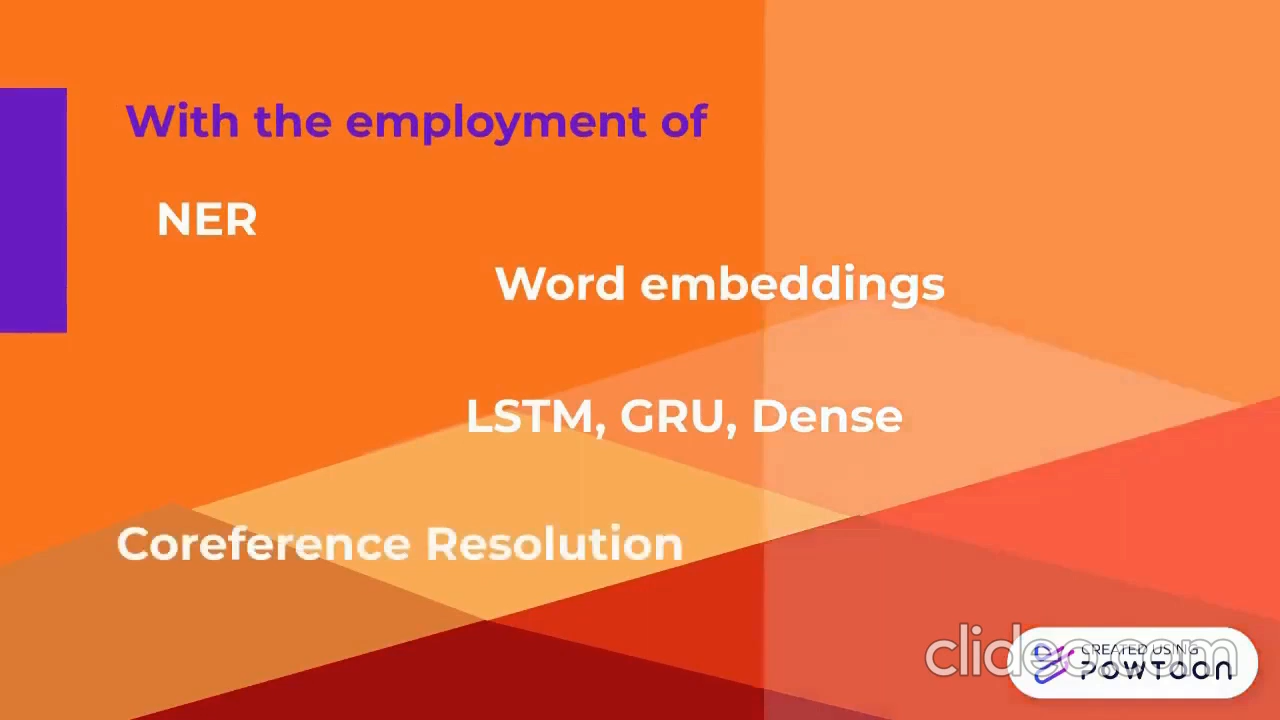 With the employment of
NER
Word embeddings
LSTM, GRU, Dense
Coreference Resolution
clideo.com
CREATED USING
POWTOON